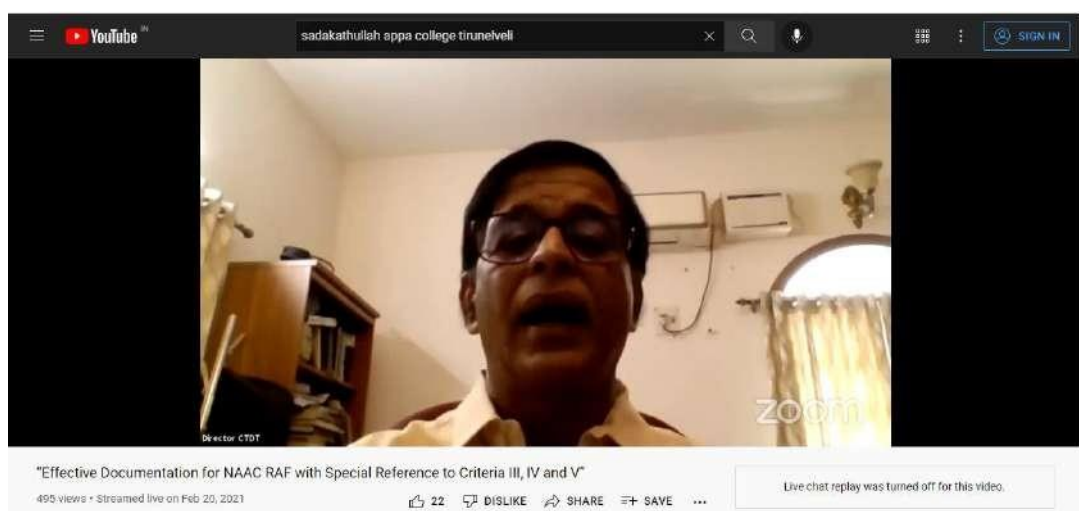 YouTube IN
sadakathullah appa college tirunelveli
SIGN IN
zoom
Director CTDT
"Effective Documentation for NAAC RAF with Special Reference to Criteria III, IV and V"
495 views • Streamed live on Feb 20, 2021
22 DISLIKE SHARE SAVE ...
Live chat replay was turned off for this video.